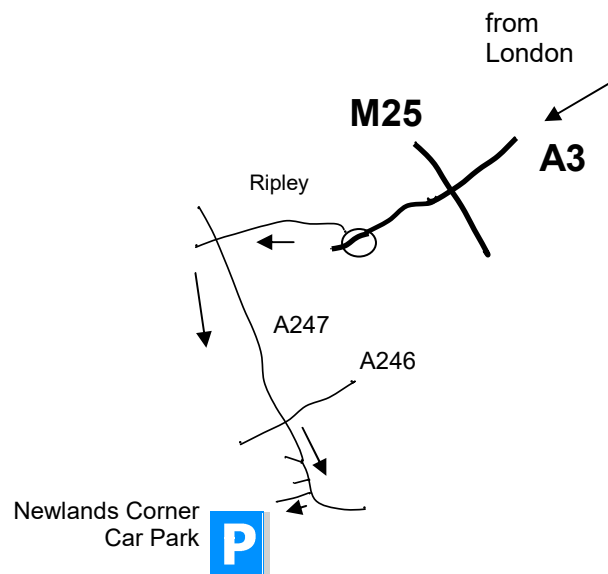 from
London
M25
A3
Ripley
A247
A246
Newlands Corner
Car Park
P